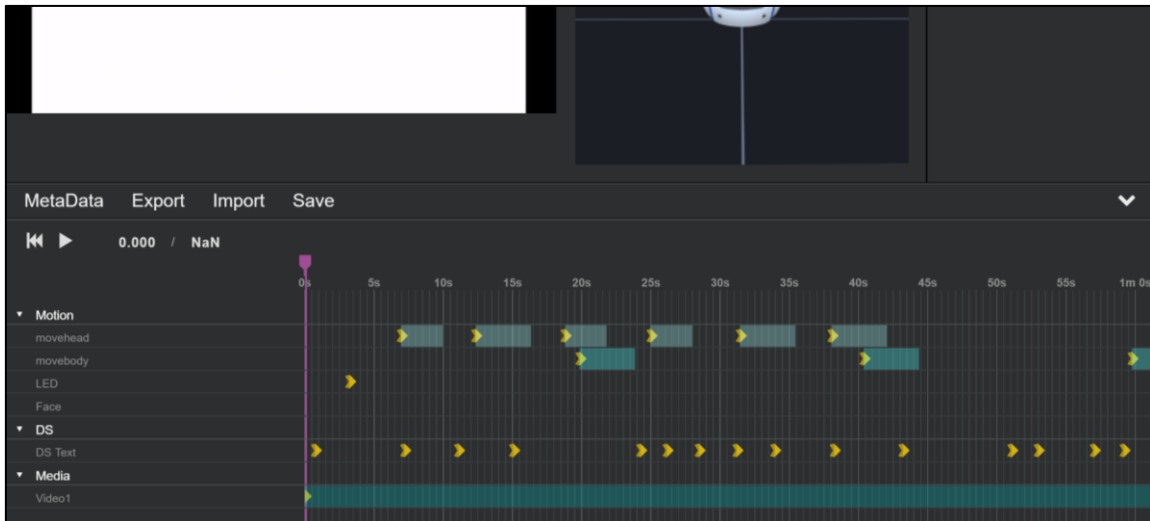 MetaData Export Import Save
0.000 / NaN
0s 5s 10s 15s 20s 25s 30s 35s 40s 45s 50s 55s 1m 0s
Motion
movehead
movebody
LED
Face
DS
DS Text
Media
Video1